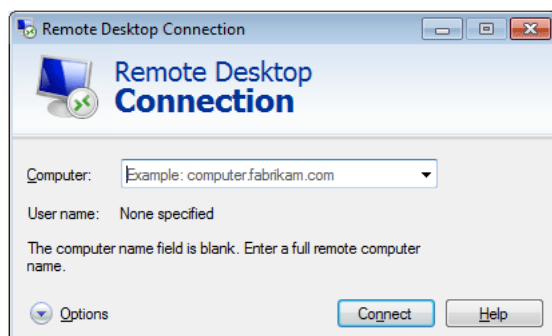 Remote Desktop Connection
Remote Desktop
Connection
Computer: Example: computer.fabrikam.com
User name: None specified
The computer name field is blank. Enter a full remote computer
name.
Options Connect Help